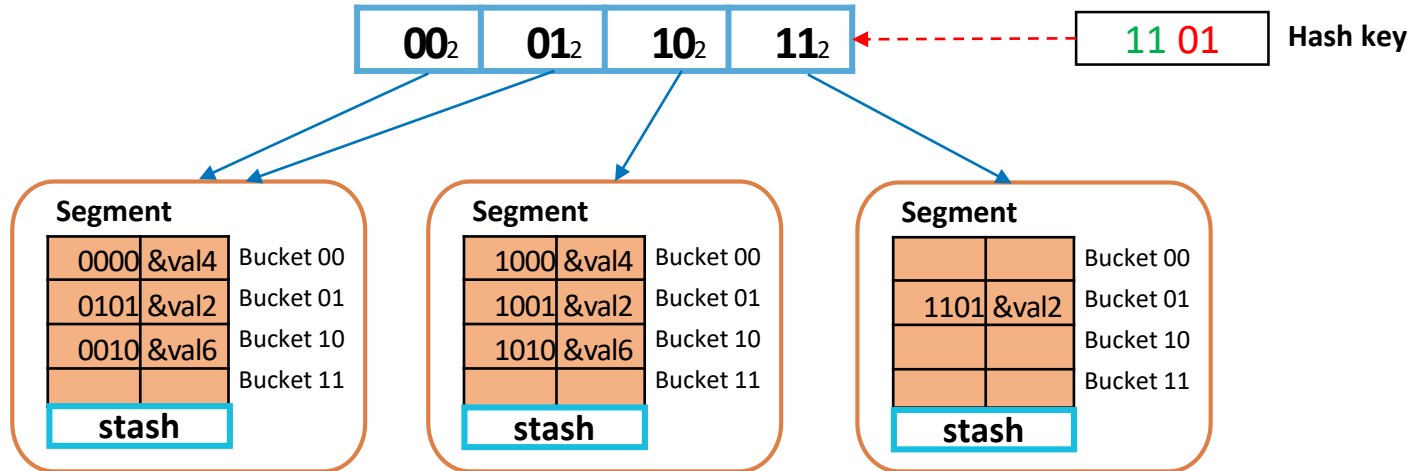 00₂ 01₂ 10₂ 11₂
11 01
Hash key
Segment
0000 &val4 Bucket 00
0101 &val2 Bucket 01
0010 &val6 Bucket 10
Bucket 11
stash
Segment
1000 &val4 Bucket 00
1001 &val2 Bucket 01
1010 &val6 Bucket 10
Bucket 11
stash
Segment
Bucket 00
1101 &val2 Bucket 01
Bucket 10
Bucket 11
stash